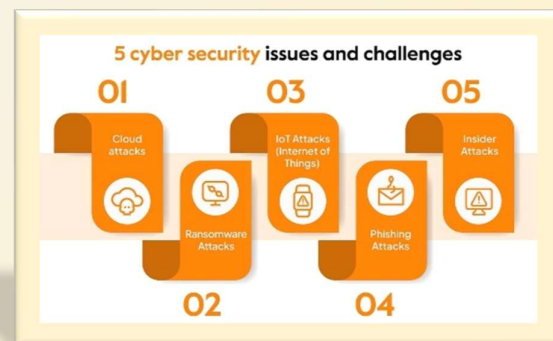 5 cyber security issues and challenges
01
Cloud
attacks
02
Ransomware
Attacks
03
IoT Attacks
(Internet of
Things)
04
Phishing
Attacks
05
Insider
Attacks